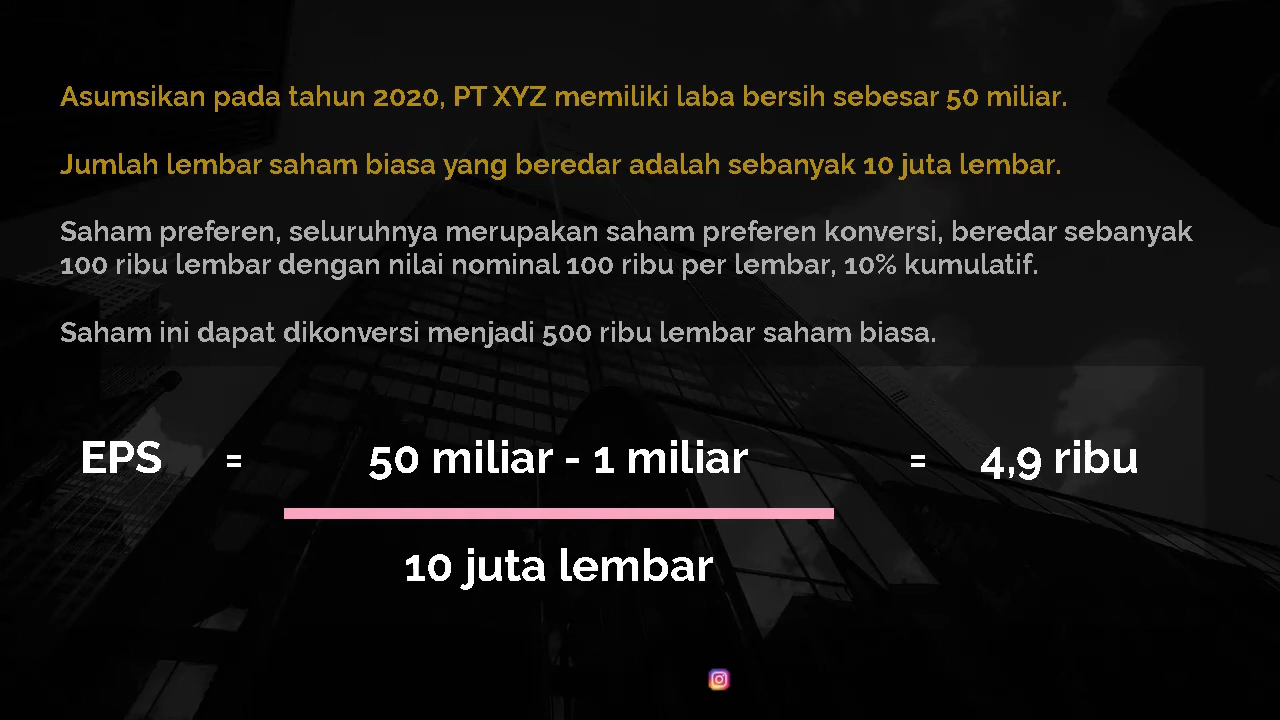 Asumsikan pada tahun 2020, PT XYZ memiliki laba bersih sebesar 50 miliar.
Jumlah lembar saham biasa yang beredar adalah sebanyak 10 juta lembar.
Saham preferen, seluruhnya merupakan saham preferen konversi, beredar sebanyak
100 ribu lembar dengan nilai nominal 100 ribu per lembar, 10% kumulatif.
Saham ini dapat dikonversi menjadi 500 ribu lembar saham biasa.
EPS = 50 miliar - 1 miliar = 4,9 ribu
10 juta lembar